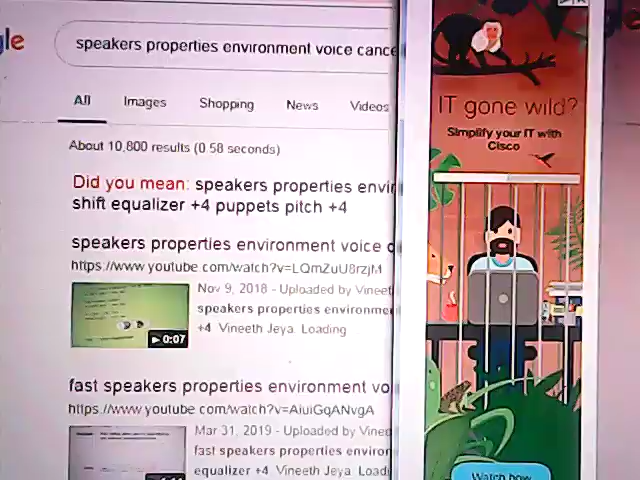 le
speakers properties environment voice cance
All Images Shopping News Videos
About 10,800 results (0.58 seconds)
Did you mean: speakers properties envir
shift equalizer +4 puppets pitch +4
speakers properties environment voice c
https://www.youtube.com/watch?v=LQmZuU8rzjM
Nov 9, 2018 - Uploaded by Vineet
speakers properties environme
+4 Vineeth Jeya. Loading
0:07
fast speakers properties environment vo
https://www.youtube.com/watch?v=AiuiGqANvgA
Mar 31, 2019 - Uploaded by Vine
fast speakers properties enviro
equalizer +4 Vineeth Jeya. Loadi
IT gone wild?
Simplify your IT with
Cisco
Watch how